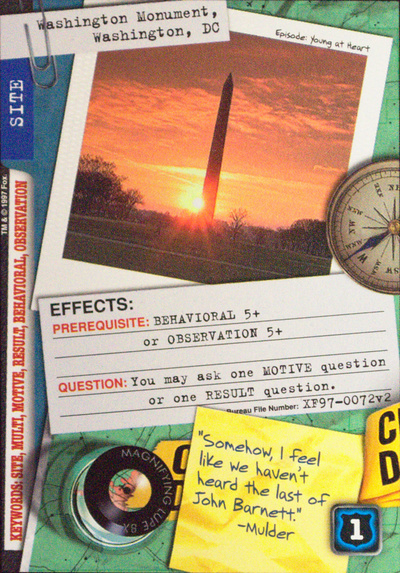 Washington Monument,
Washington, DC
Episode: Young at Heart
SITE
TM & © 1997 Fox
KEYWORDS: SITE, MULTI, MOTIVE, RESULT, BEHAVIORAL, OBSERVATION
EFFECTS:
PREREQUISITE: BEHAVIORAL 5+
or OBSERVATION 5+
QUESTION: You may ask one MOTIVE question
or one RESULT question.
Bureau File Number: XF97-0072v2
MAGNIFYING LUPE 8X
"Somehow, I feel
like we haven't
heard the last of
John Barnett."
-Mulder
1